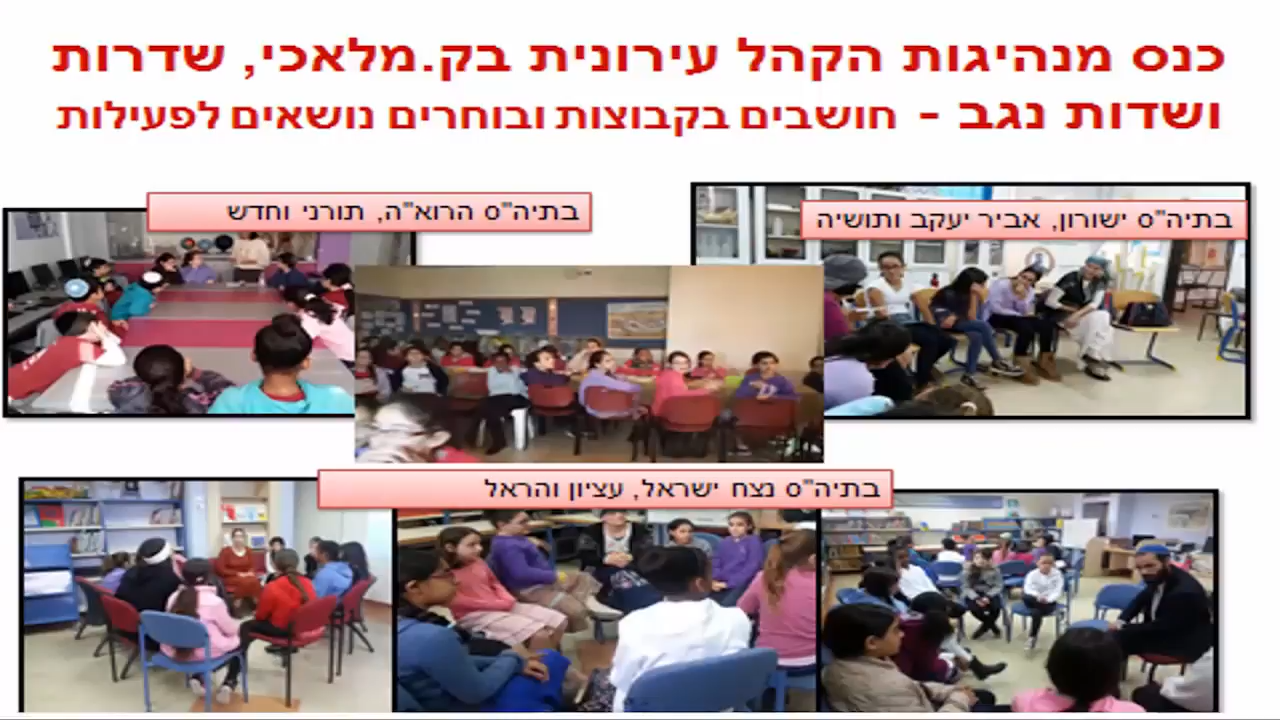 כנס מנהיגות הקהל עירונית בק.מלאכי, שדרות
ושדות נגב - חושבים בקבוצות ובוחרים נושאים לפעילות
בתיה"ס ישורון, אביר יעקב ותושיה
בתיה"ס הרוא"ה, תורני וחדש
בתיה"ס נצח ישראל, עציון והראל